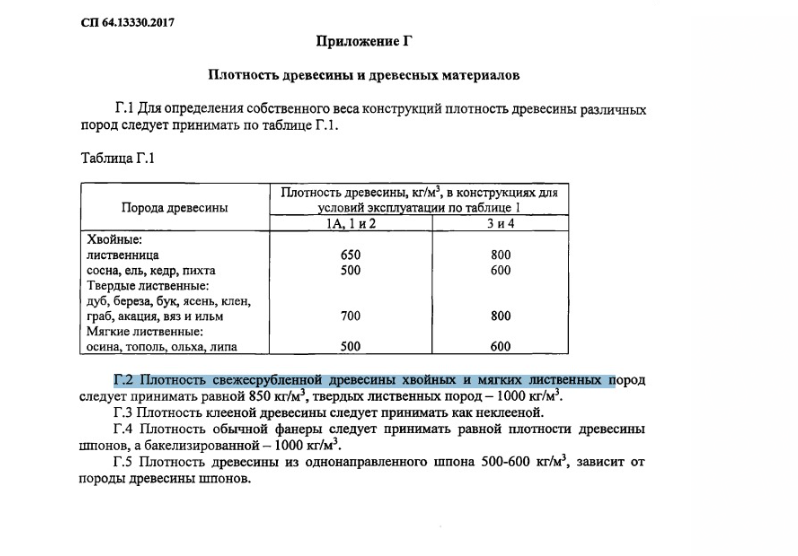 СП 64.13330.2017
Приложение Г
Плотность древесины и древесных материалов
Г.1 Для определения собственного веса конструкций плотность древесины различных
пород следует принимать по таблице Г.1.
Таблица Г.1
Порода древесины
Плотность древесины, кг/м³, в конструкциях для
условий эксплуатации по таблице 1
1А, 1 и 2 3 и 4
Хвойные:
лиственница 650 800
сосна, ель, кедр, пихта 500 600
Твердые лиственные:
дуб, береза, бук, ясень, клен,
граб, акация, вяз и ильм 700 800
Мягкие лиственные:
осина, тополь, ольха, липа 500 600
Г.2 Плотность свежесрубленной древесины хвойных и мягких лиственных пород
следует принимать равной 850 кг/м³, твердых лиственных пород – 1000 кг/м³.
Г.3 Плотность клееной древесины следует принимать как неклееной.
Г.4 Плотность обычной фанеры следует принимать равной плотности древесины
шпонов, а бакелизированной – 1000 кг/м³.
Г.5 Плотность древесины из однонаправленного шпона 500-600 кг/м³, зависит от
породы древесины шпонов.